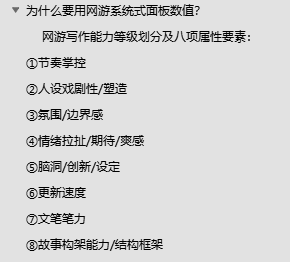 为什么要用网游系统式面板数值?
网游写作能力等级划分及八项属性要素:
①节奏掌控
②人设戏剧性/塑造
③氛围/边界感
④情绪拉扯/期待/爽感
⑤脑洞/创新/设定
⑥更新速度
⑦文笔笔力
⑧故事构架能力/结构框架